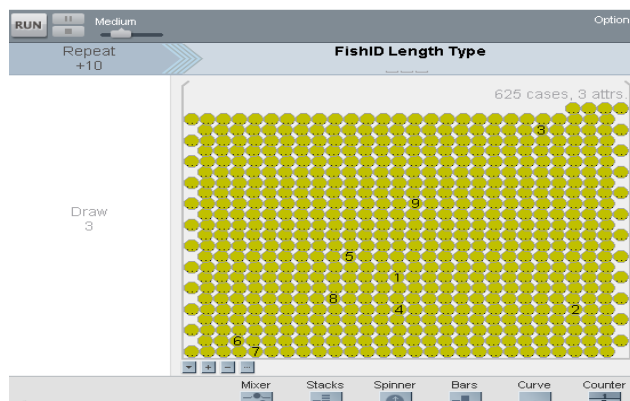 RUN
Medium
Option
Repeat
+10
FishID Length Type
625 cases, 3 attrs.
3
9
Draw
3
5
1
8
4
2
6
7
Mixer Stacks Spinner Bars Curve Counter